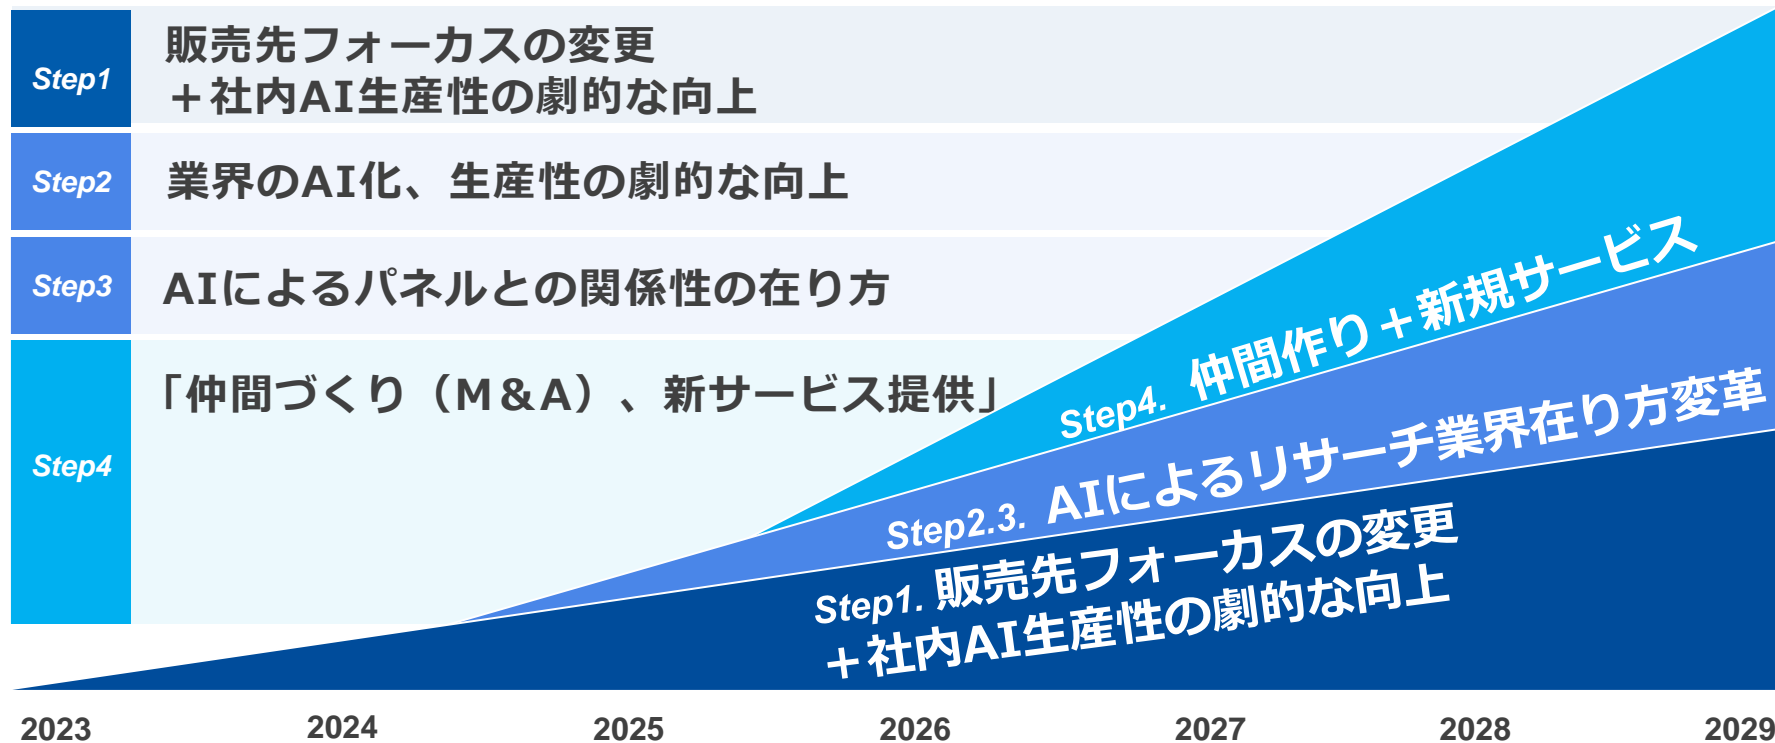 Step1
販売先フォーカスの変更
＋社内AI生産性の劇的な向上
Step2
業界のAI化、生産性の劇的な向上
Step3
AIによるパネルとの関係性の在り方
Step4
「仲間づくり（M＆A）、新サービス提供」
Step4. 仲間作り＋新規サービス
Step2.3. AIによるリサーチ業界在り方変革
Step1. 販売先フォーカスの変更
＋社内AI生産性の劇的な向上
2023 2024 2025 2026 2027 2028 2029